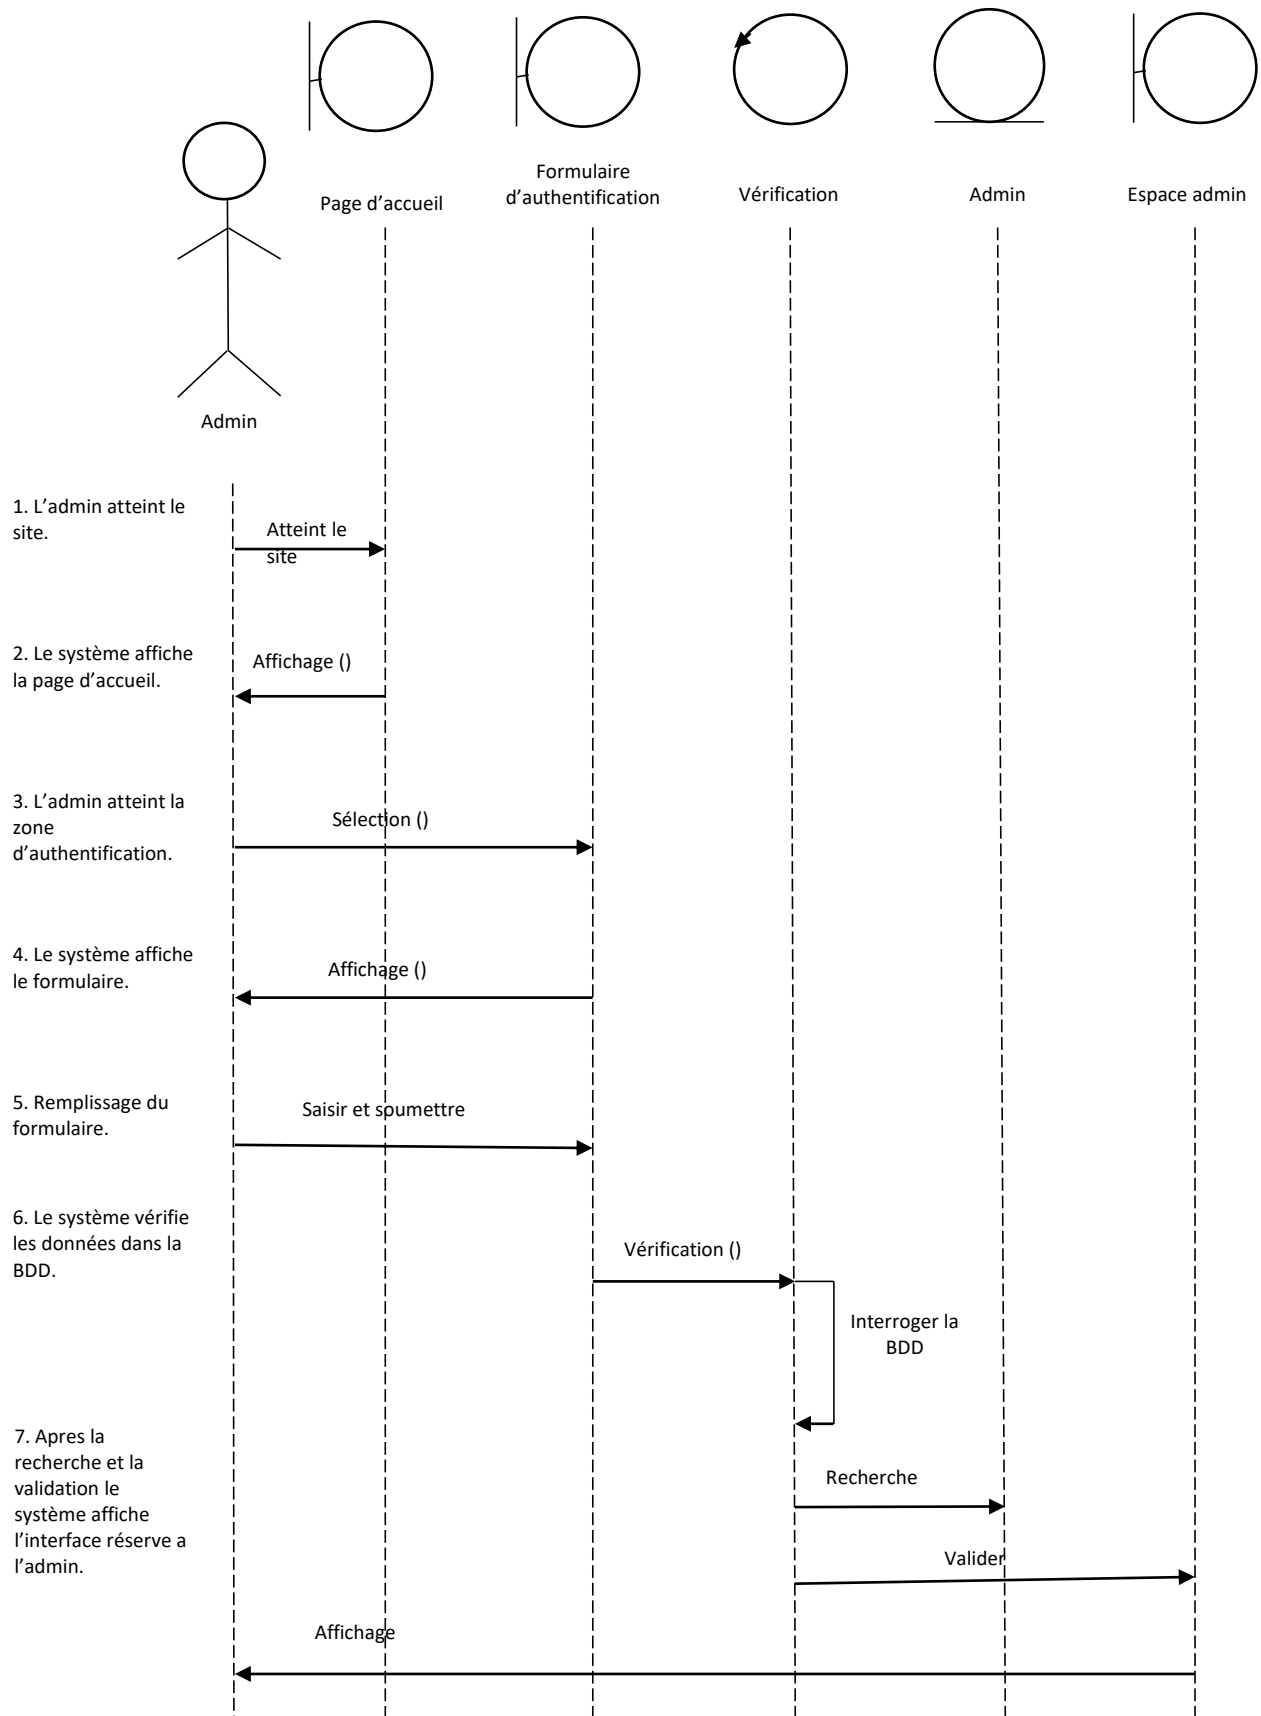 Formulaire
d'authentification
Page d'accueil
Vérification
Admin
Espace admin
Admin
1. L'admin atteint le
site.
Atteint le
site
2. Le système affiche
la page d'accueil.
Affichage ()
3. L'admin atteint la
zone
d'authentification.
Sélection ()
4. Le système affiche
le formulaire.
Affichage ()
5. Remplissage du
formulaire.
Saisir et soumettre
6. Le système vérifie
les données dans la
BDD.
Vérification ()
Interroger la
BDD
7. Apres la
recherche et la
validation le
système affiche
l'interface réserve a
l'admin.
Recherche
Valider
Affichage